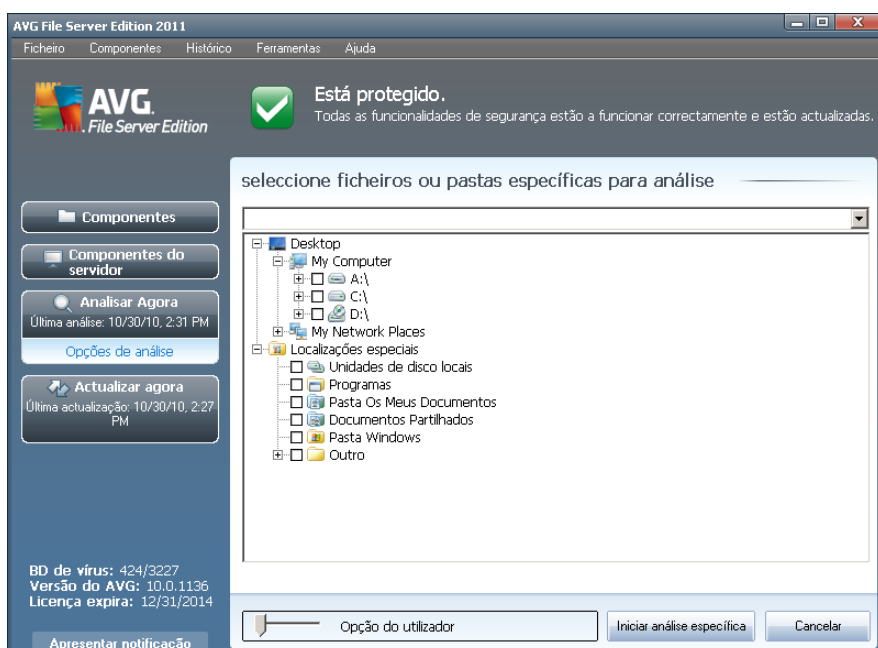 AVG File Server Edition 2011
Ficheiro Componentes Histórico Ferramentas Ajuda
AVG.
File Server Edition
Está protegido.
Todas as funcionalidades de segurança estão a funcionar correctamente e estão actualizadas.
Componentes
Componentes do
servidor
Analisar Agora
Última análise: 10/30/10, 2:31 PM
Opções de análise
Actualizar agora
Última actualização: 10/30/10, 2:27
PM
BD de vírus: 424/3227
Versão do AVG: 10.0.1136
Licença expira: 12/31/2014
Apresentar notificação
seleccione ficheiros ou pastas específicas para análise
Desktop
My Computer
A:\
C:\
D:\
My Network Places
Localizações especiais
Unidades de disco locais
Programas
Pasta Os Meus Documentos
Documentos Partilhados
Pasta Windows
Outro
Opção do utilizador
Iniciar análise específica
Cancelar